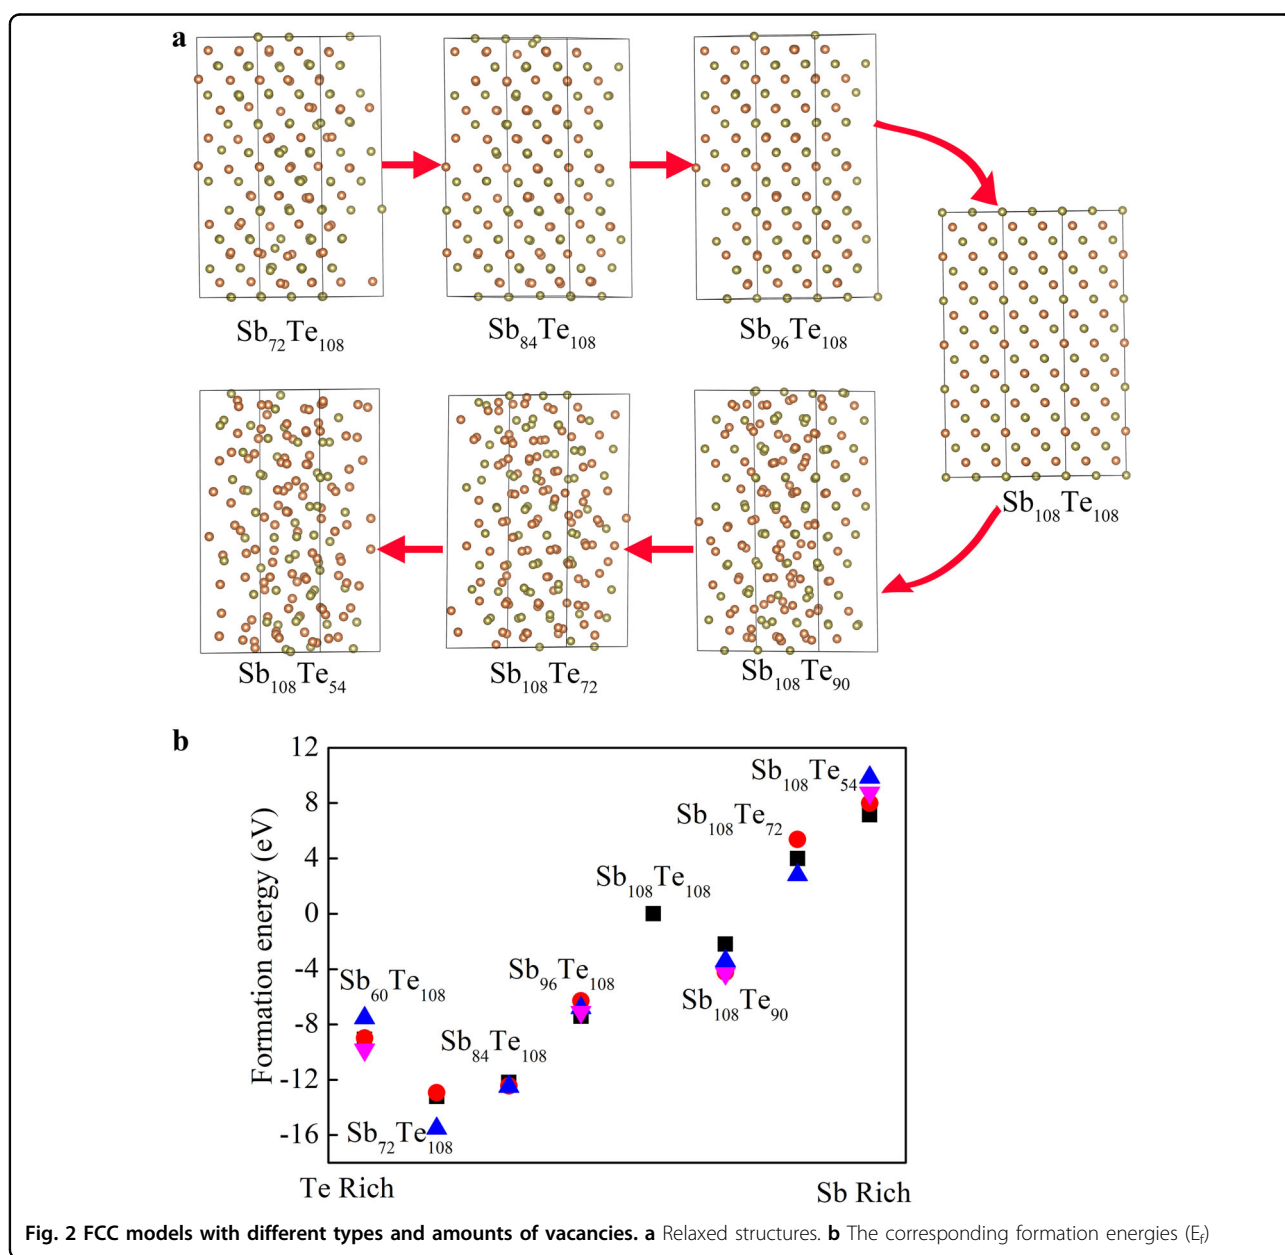 a
Sb72Te108
Sb84Te108
Sb96Te108
Sb108Te108
Sb108Te54
Sb108Te72
Sb108Te90
b
12
8
4
0
-4
-8
-12
-16
Formation energy (eV)
Sb60Te108
Sb72Te108
Sb84Te108
Sb96Te108
Sb108Te108
Sb108Te90
Sb108Te72
Sb108Te54
Te Rich
Sb Rich
Fig. 2 FCC models with different types and amounts of vacancies. a Relaxed structures. b The corresponding formation energies (Ef)